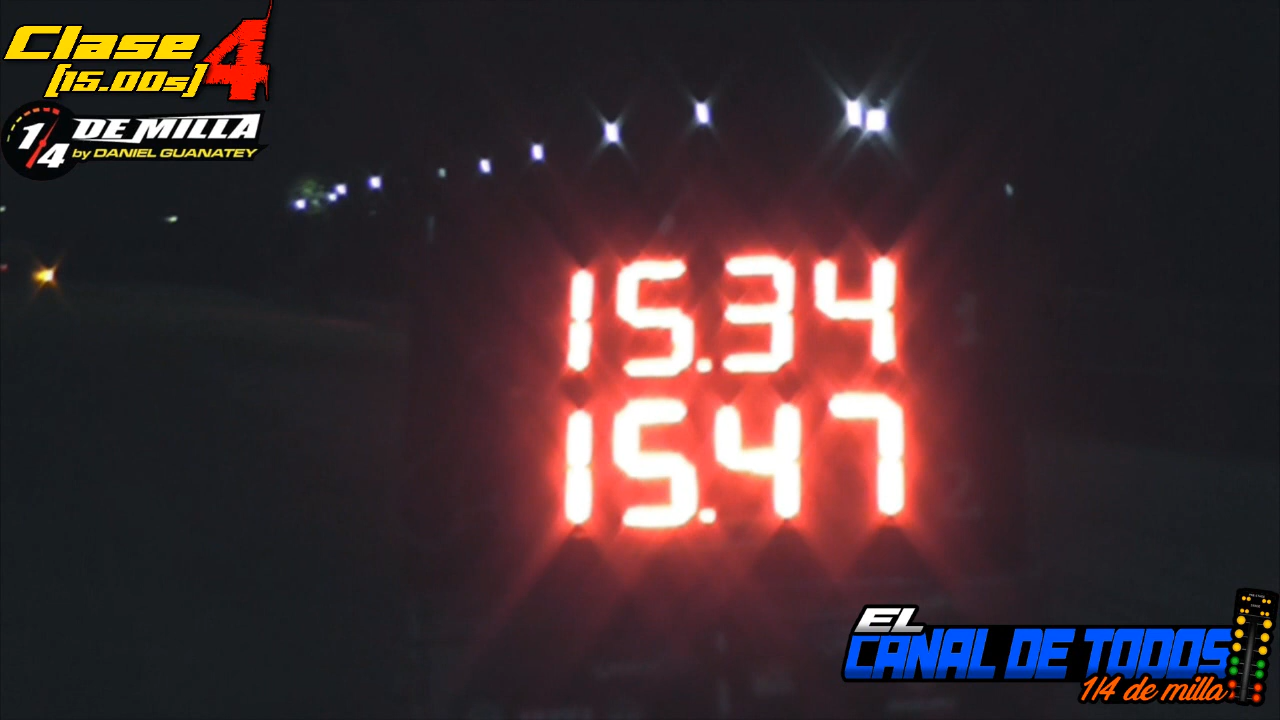 Clase 4
[15.00s]
1/4 DE MILLA
by DANIEL GUANATEY
15.34
15.47
EL
CANAL DE TODOS
1/4 de milla